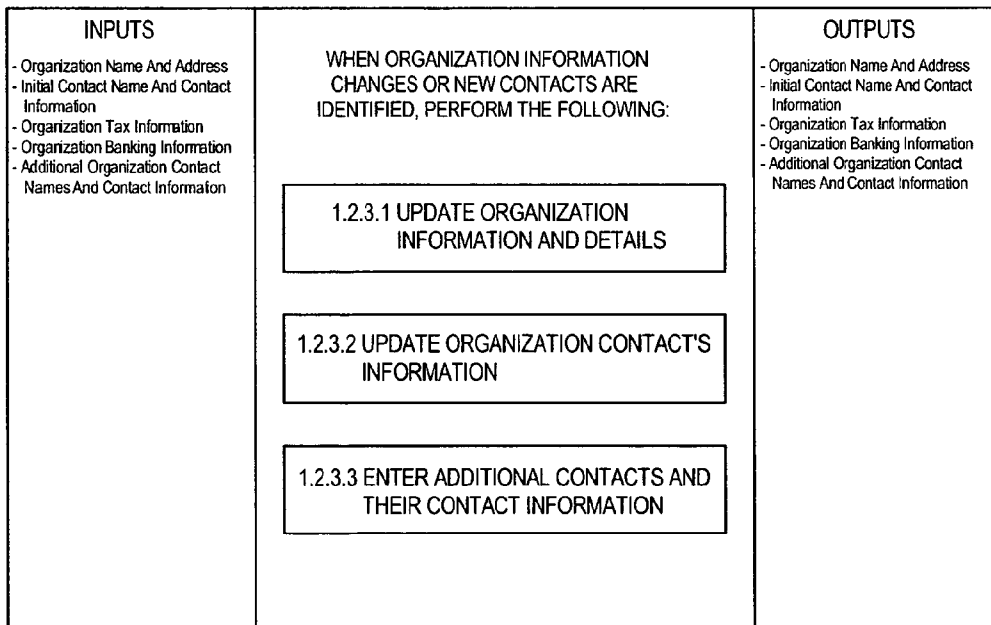 INPUTS
- Organization Name And Address
- Initial Contact Name And Contact
Information
- Organization Tax Information
- Organization Banking Information
- Additional Organization Contact
Names And Contact Information
WHEN ORGANIZATION INFORMATION
CHANGES OR NEW CONTACTS ARE
IDENTIFIED, PERFORM THE FOLLOWING:
1.2.3.1 UPDATE ORGANIZATION
INFORMATION AND DETAILS
1.2.3.2 UPDATE ORGANIZATION CONTACT'S
INFORMATION
1.2.3.3 ENTER ADDITIONAL CONTACTS AND
THEIR CONTACT INFORMATION
OUTPUTS
- Organization Name And Address
- Initial Contact Name And Contact
Information
- Organization Tax Information
- Organization Banking Information
- Additional Organization Contact
Names And Contact Information